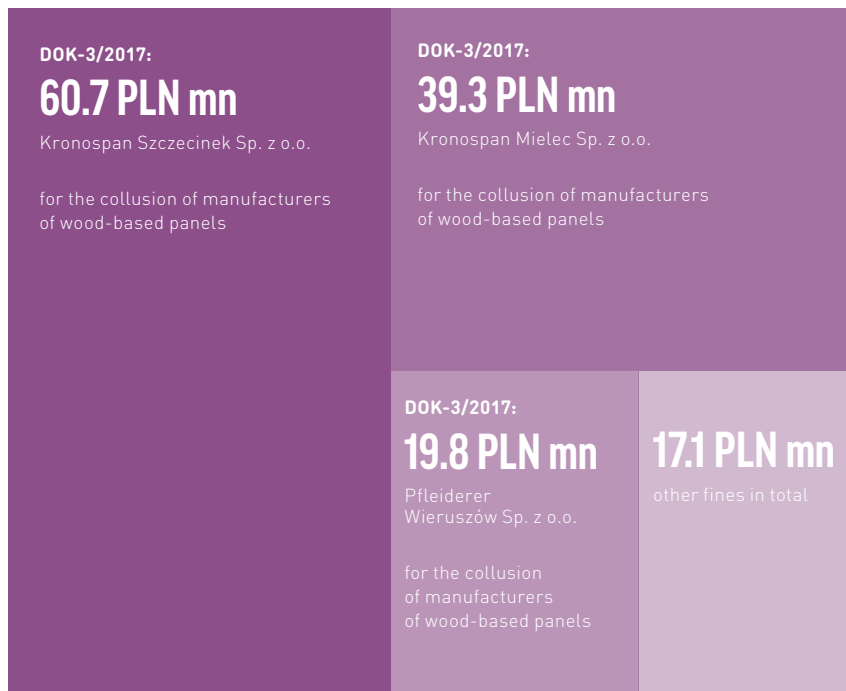 DOK-3/2017:
60.7 PLN mn
Kronospan Szczecinek Sp. z o.o.
for the collusion of manufacturers
of wood-based panels
DOK-3/2017:
39.3 PLN mn
Kronospan Mielec Sp. z o.o.
for the collusion of manufacturers
of wood-based panels
DOK-3/2017:
19.8 PLN mn
Pfleiderer
Wieruszów Sp. z o.o.
for the collusion
of manufacturers
of wood-based panels
17.1 PLN mn
other fines in total